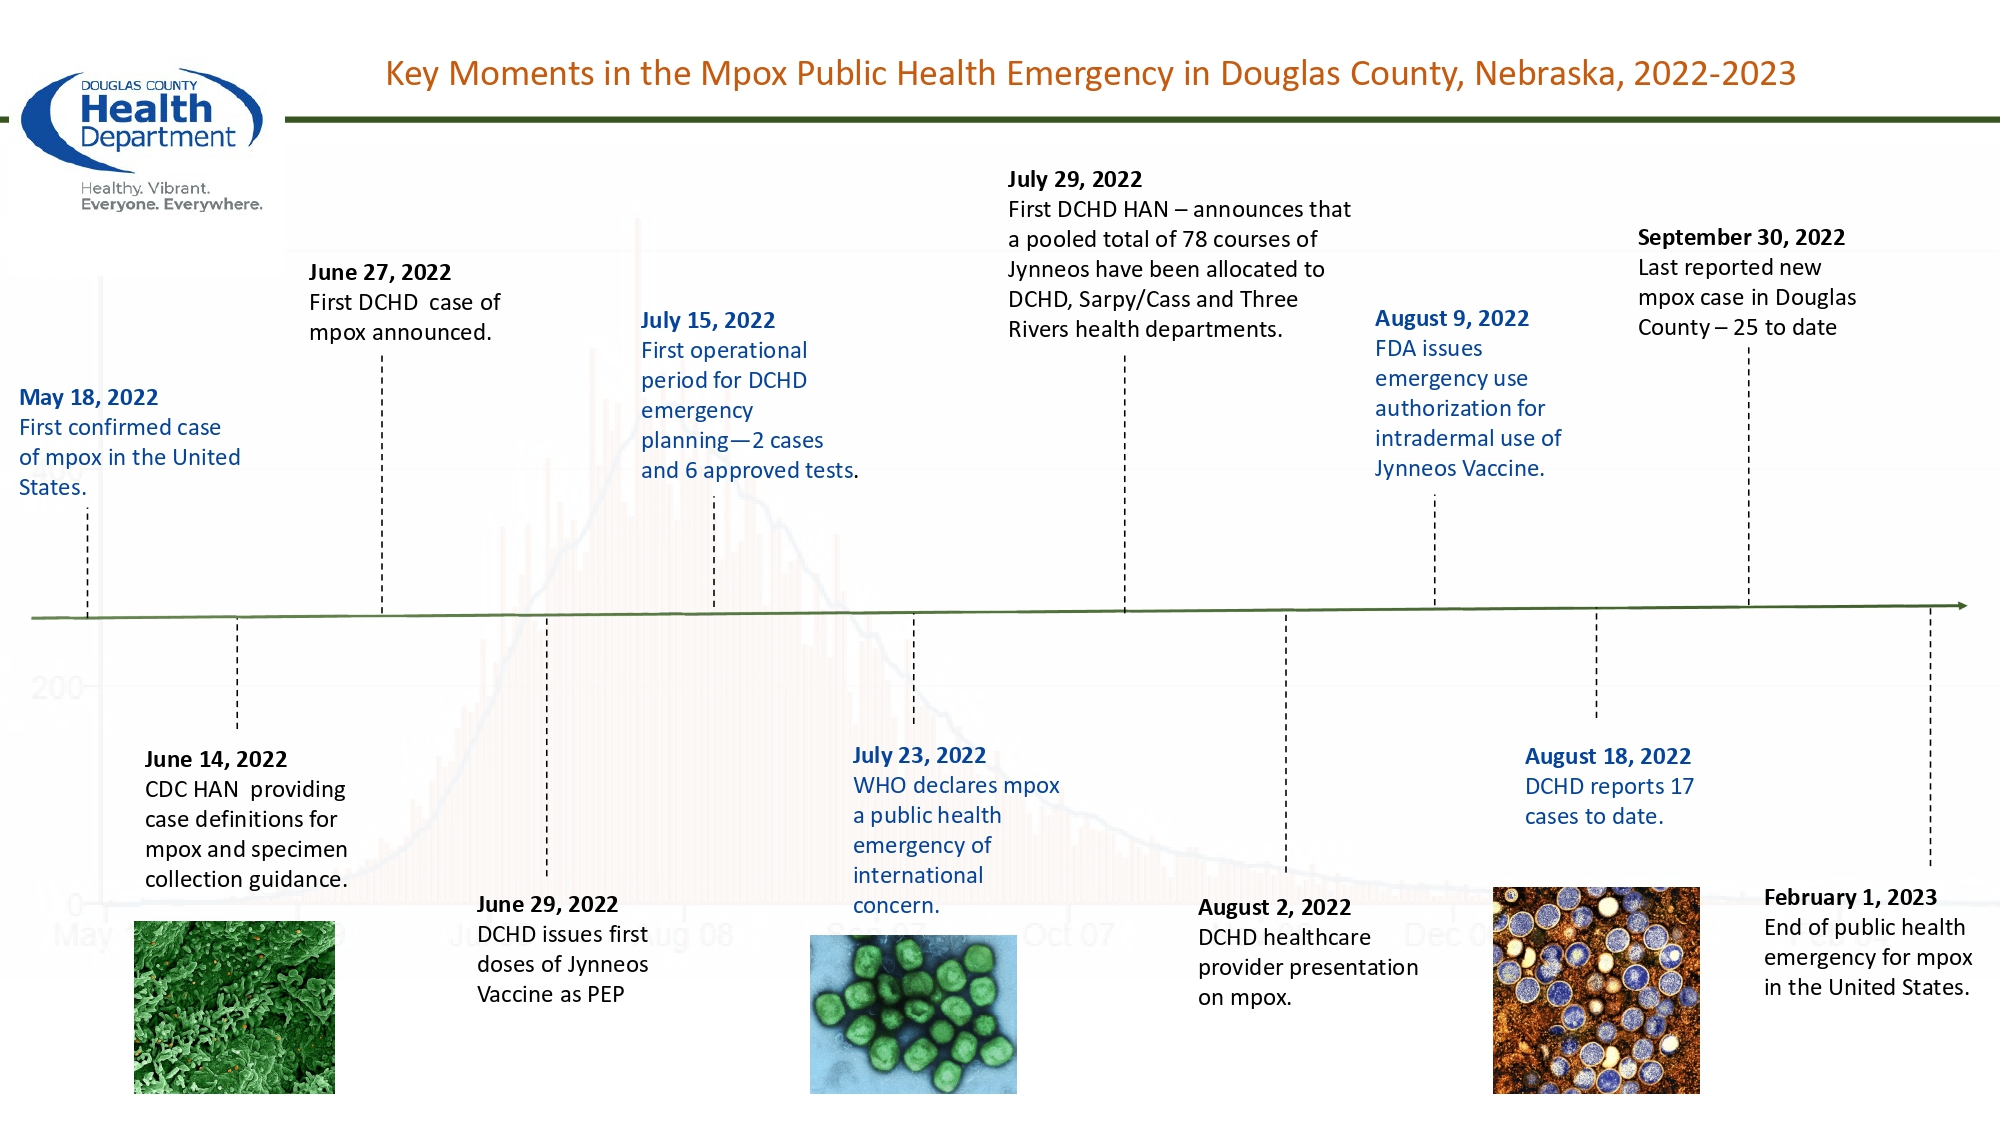 Key Moments in the Mpox Public Health Emergency in Douglas County, Nebraska, 2022-2023
DOUGLAS COUNTY
Health
Department
Healthy. Vibrant.
Everyone. Everywhere.
May 18, 2022
First confirmed case
of mpox in the United
States.
June 14, 2022
CDC HAN  providing
case definitions for
mpox and specimen
collection guidance.
June 27, 2022
First DCHD  case of
mpox announced.
June 29, 2022
DCHD issues first
doses of Jynneos
Vaccine as PEP
July 15, 2022
First operational
period for DCHD
emergency
planning—2 cases
and 6 approved tests.
July 23, 2022
WHO declares mpox
a public health
emergency of
international
concern.
July 29, 2022
First DCHD HAN – announces that
a pooled total of 78 courses of
Jynneos have been allocated to
DCHD, Sarpy/Cass and Three
Rivers health departments.
August 2, 2022
DCHD healthcare
provider presentation
on mpox.
August 9, 2022
FDA issues
emergency use
authorization for
intradermal use of
Jynneos Vaccine.
August 18, 2022
DCHD reports 17
cases to date.
September 30, 2022
Last reported new
mpox case in Douglas
County – 25 to date
February 1, 2023
End of public health
emergency for mpox
in the United States.
200
0
May
Oct 07